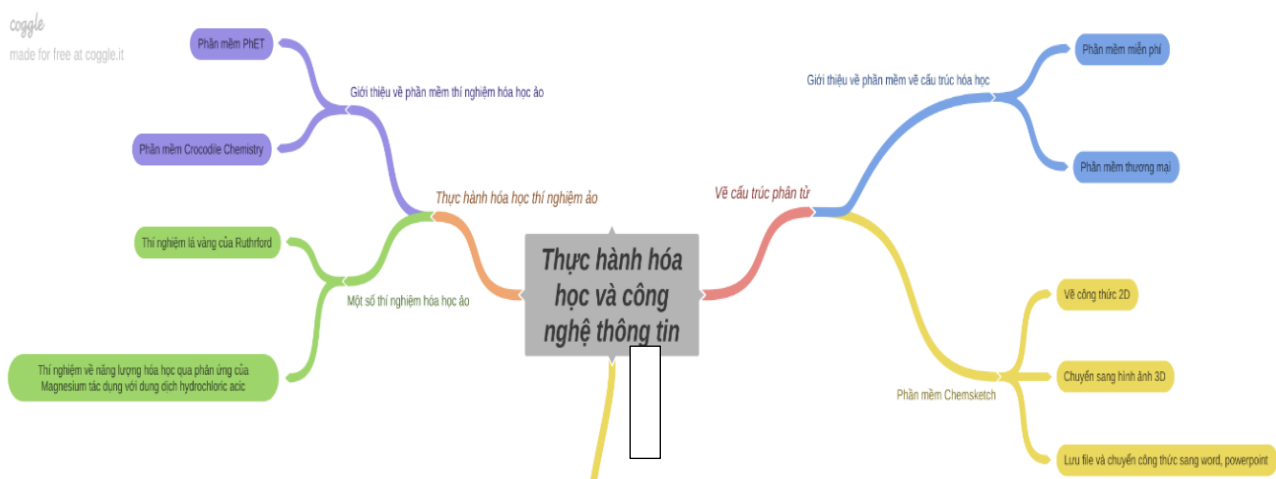 coggle
made for free at coggle.it
Phần mềm PhET
Giới thiệu về phần mềm thí nghiệm hóa học ảo
Phần mềm Crocodile Chemistry
Thực hành hóa học thí nghiệm ảo
Thí nghiệm lá vàng của Ruthrford
Một số thí nghiệm hóa học ảo
Thí nghiệm về năng lượng hóa học qua phản ứng của
Magnesium tác dụng với dung dịch hydrochloric acic
Thực hành hóa
học và công
nghệ thông tin
Vẽ cấu trúc phân tử
Giới thiệu về phần mềm vẽ cấu trúc hóa học
Phần mềm miễn phí
Phần mềm thương mại
Phần mềm Chemsketch
Vẽ công thức 2D
Chuyển sang hình ảnh 3D
Lưu file và chuyển công thức sang word, powerpoint